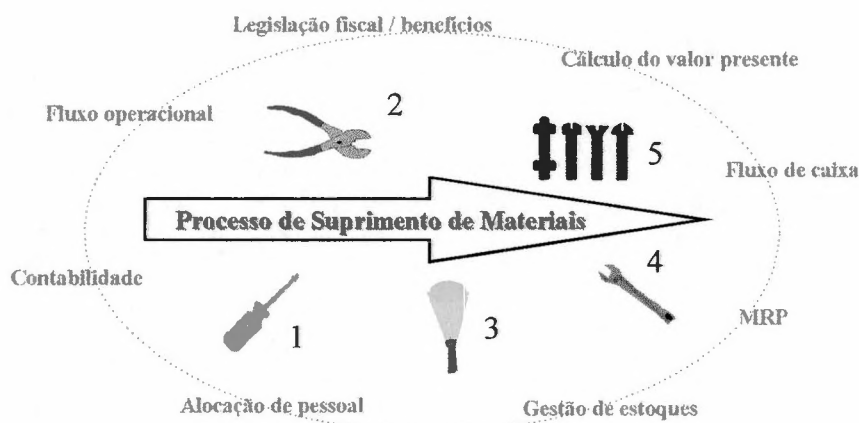 Legislação fiscal / benefícios
Cálculo do valor presente
Fluxo operacional
2
5
Fluxo de caixa
Processo de Suprimento de Materiais
4
Contabilidade
1
3
MRP
Alocação de pessoal
Gestão de estoques